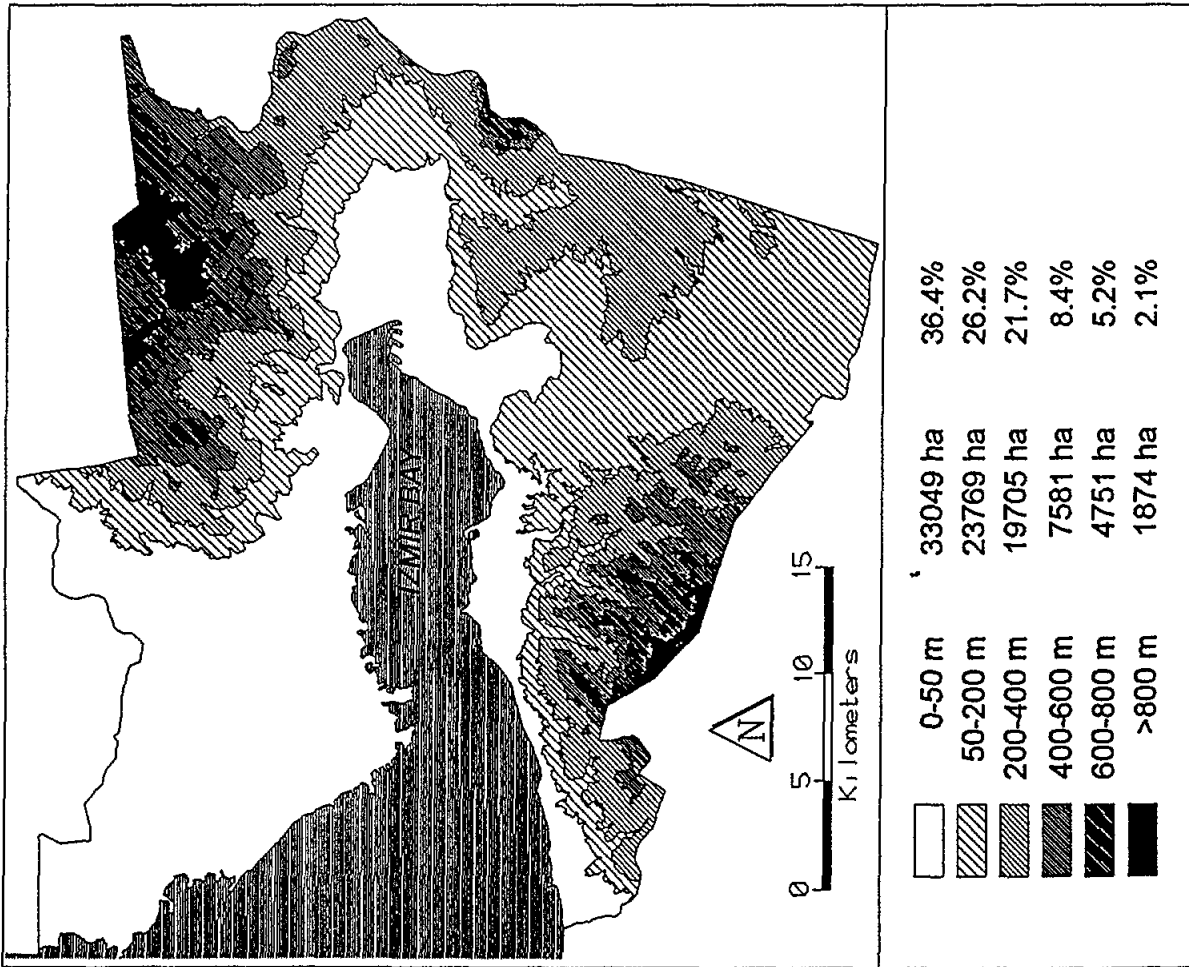 IZMIR BAY
N
0 5 10 15
Kilometers
0-50 m 33049 ha 36.4%
50-200 m 23769 ha 26.2%
200-400 m 19705 ha 21.7%
400-600 m 7581 ha 8.4%
600-800 m 4751 ha 5.2%
>800 m 1874 ha 2.1%